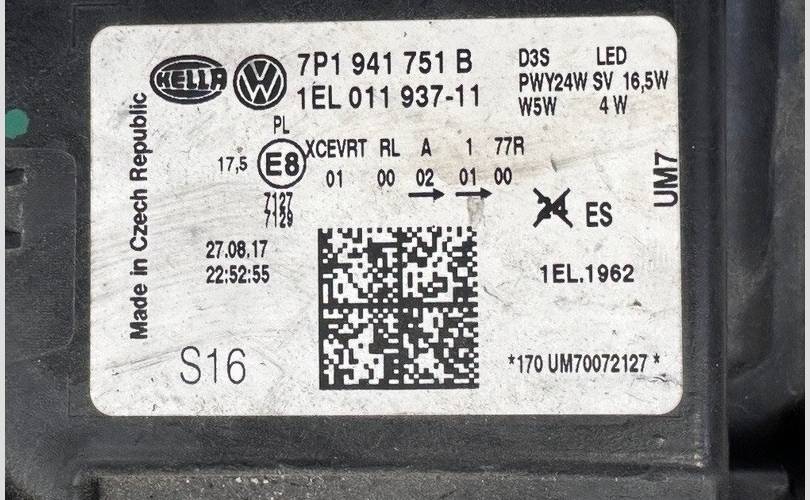 HELLA
VW
7P1 941 751 B
1EL 011 937-11
D3S LED
PWY24W SV 16,5W
W5W 4 W
PL
17,5 E8
XCEVRT RL A 1 77R
01 00 02 01 00
7127
7129
Made in Czech Republic
27.08.17
22:52:55
24 ES
UM7
1EL.1962
S16
*170 UM70072127 *